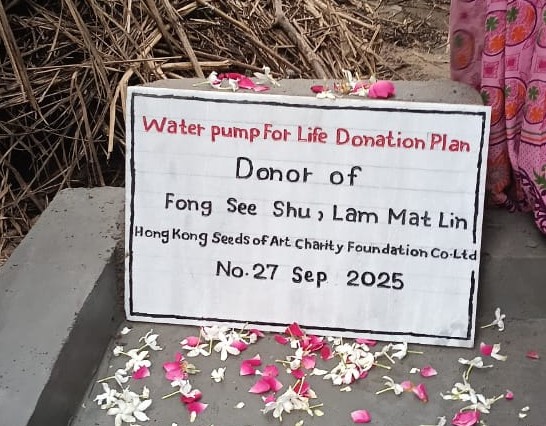 Water pump For Life Donation Plan
Donor of
Fong See Shu, Lam Mat Lin
Hong Kong Seeds of Art Charity Foundation Co.Ltd
No.27 Sep 2025